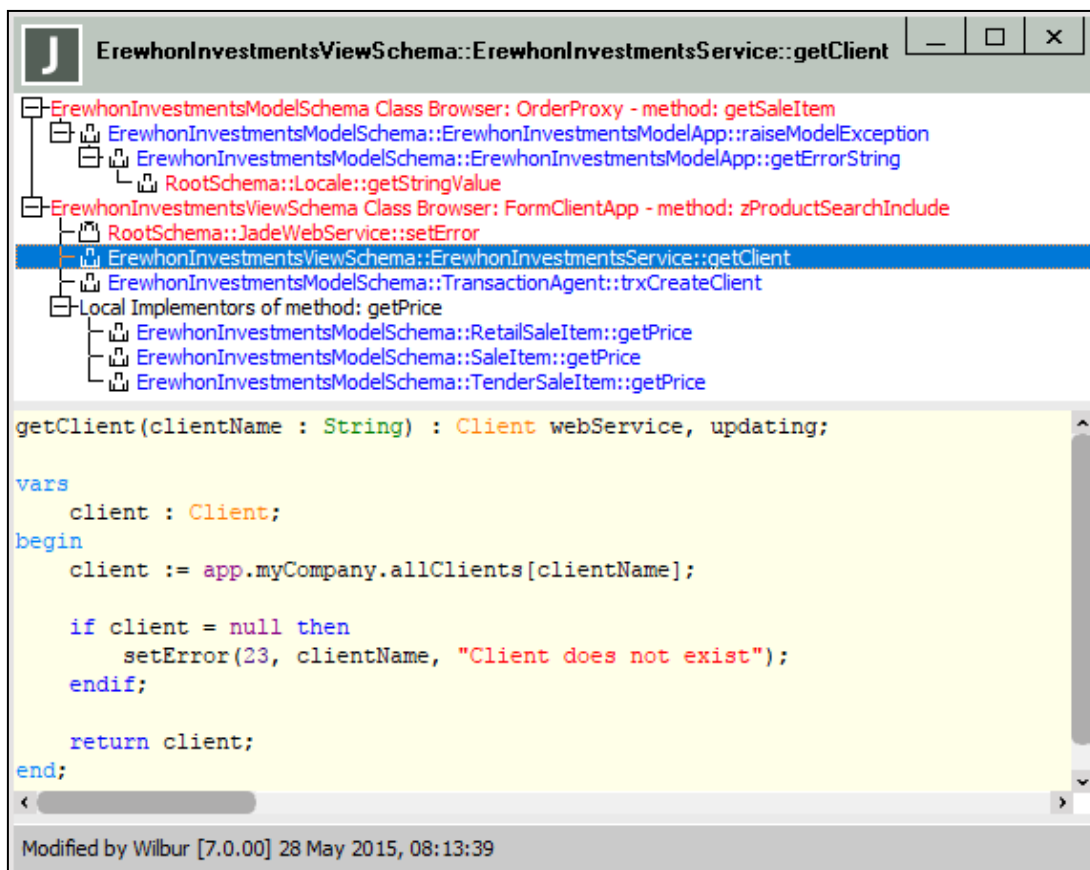 J
ErewhonInvestmentsViewSchema::ErewhonInvestmentsService::getClient
ErewhonInvestmentsModelSchema Class Browser: OrderProxy - method: getSaleItem
ErewhonInvestmentsModelSchema::ErewhonInvestmentsModelApp::raiseModelException
ErewhonInvestmentsModelSchema::ErewhonInvestmentsModelApp::getErrorString
RootSchema::Locale::getStringValue
ErewhonInvestmentsViewSchema Class Browser: FormClientApp - method: zProductSearchInclude
RootSchema::JadeWebService::setError
ErewhonInvestmentsViewSchema::ErewhonInvestmentsService::getClient
ErewhonInvestmentsModelSchema::TransactionAgent::trxCreateClient
Local Implementors of method: getPrice
ErewhonInvestmentsModelSchema::RetailSaleItem::getPrice
ErewhonInvestmentsModelSchema::SaleItem::getPrice
ErewhonInvestmentsModelSchema::TenderSaleItem::getPrice
getClient(clientName : String) : Client webService, updating;
vars
client : Client;
begin
client := app.myCompany.allClients[clientName];
if client = null then
setError(23, clientName, "Client does not exist");
endif;
return client;
end;
Modified by Wilbur [7.0.00] 28 May 2015, 08:13:39